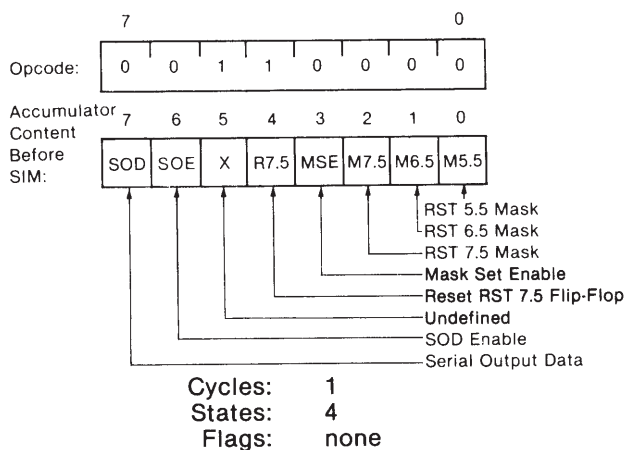 7 0
Opcode: 0 0 1 1 0 0 0 0
Accumulator 7 6 5 4 3 2 1 0
Content
Before
SIM: SOD SOE X R7.5 MSE M7.5 M6.5 M5.5
RST 5.5 Mask
RST 6.5 Mask
RST 7.5 Mask
Mask Set Enable
Reset RST 7.5 Flip-Flop
Undefined
SOD Enable
Serial Output Data
Cycles: 1
States: 4
Flags: none